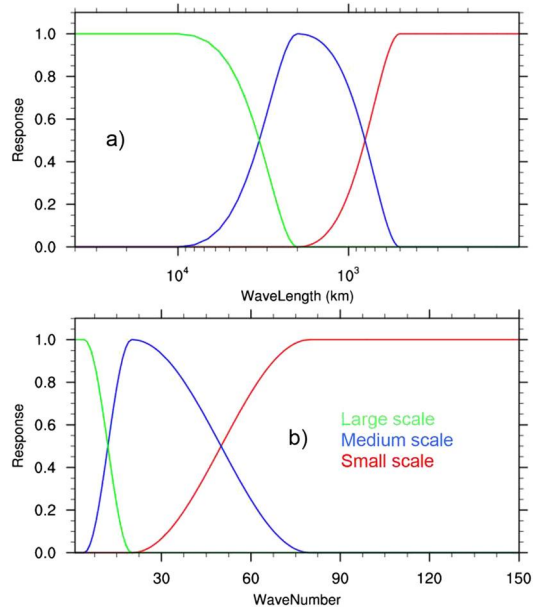 1.0
0.8
0.6
0.4
0.2
0.0
Response
a)
10⁴
10³
WaveLength (km)
1.0
0.8
0.6
0.4
0.2
0.0
Response
Large scale
Medium scale
Small scale
b)
30 60 90 120 150
WaveNumber